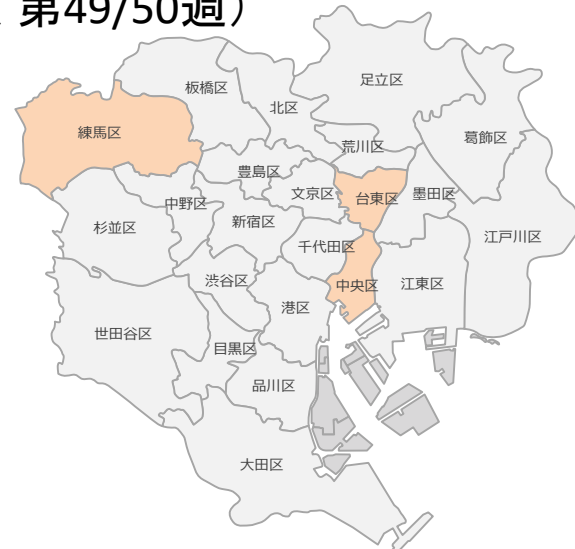 第49/50週）
足立区
板橋区
北区
練馬区
葛飾区
荒川区
豊島区
文京区
台東区
墨田区
中野区
新宿区
杉並区
江戸川区
千代田区
渋谷区
中央区
江東区
港区
世田谷区
目黒区
品川区
大田区